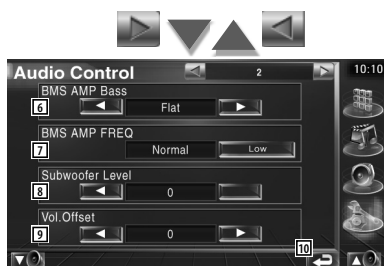 Audio Control 2 10:10
BMS AMP Bass
6 Flat
BMS AMP FREQ
7 Normal Low
Subwoofer Level
8 0
Vol.Offset
9 0
10